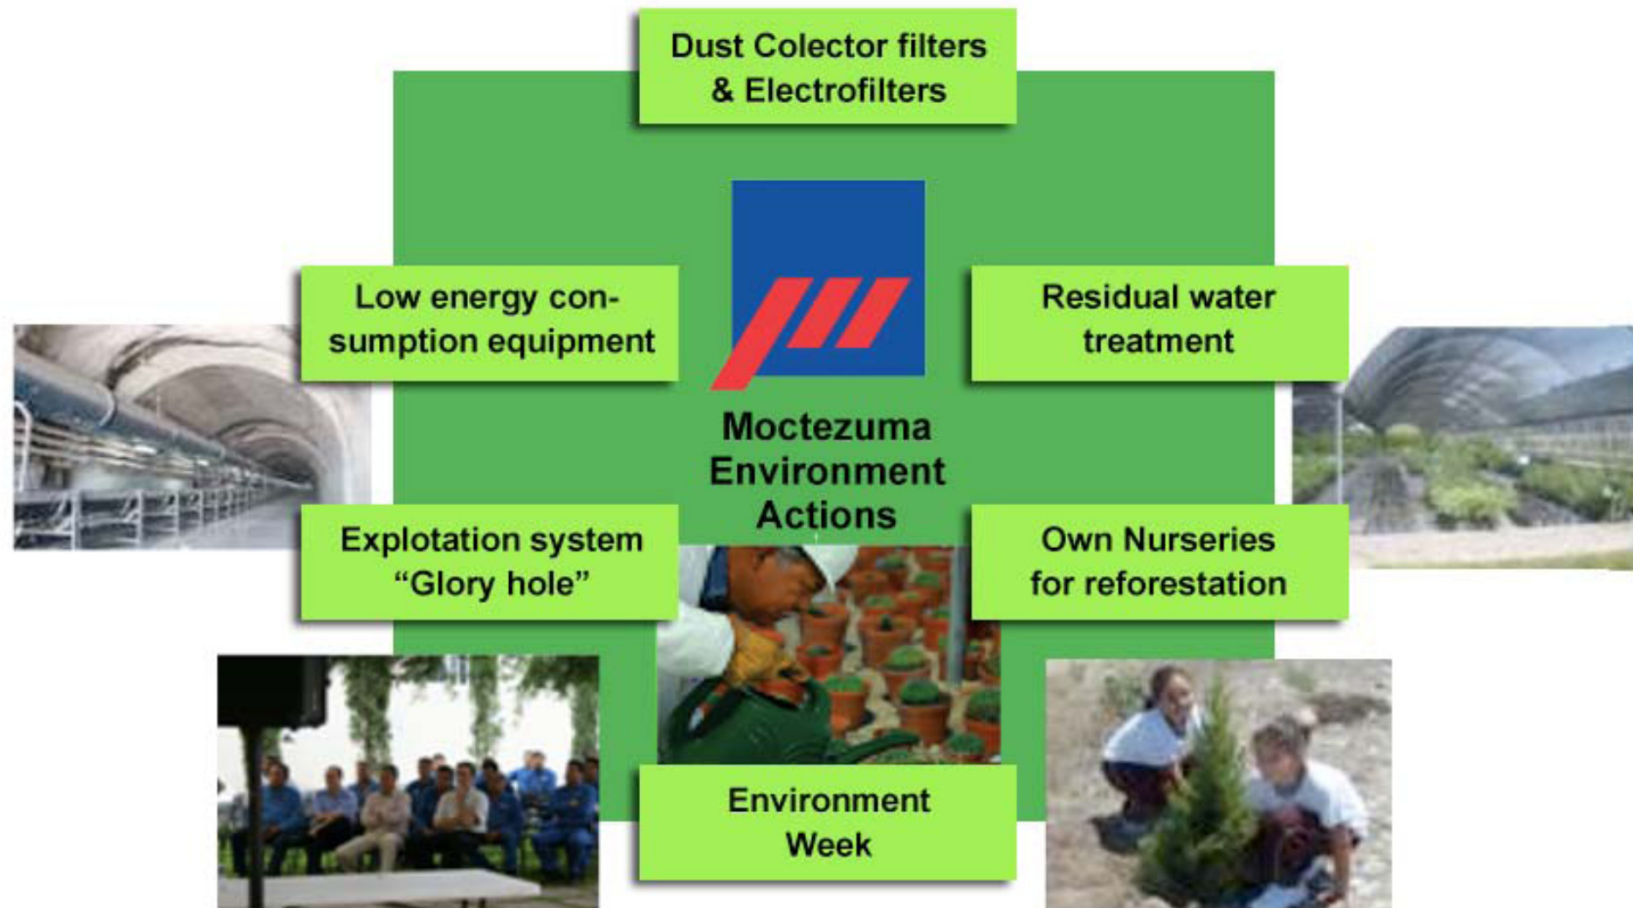 Dust Colector filters
& Electrofilters
Low energy con-
sumption equipment
Residual water
treatment
Moctezuma
Environment
Actions
Explotation system
“Glory hole”
Own Nurseries
for reforestation
Environment
Week